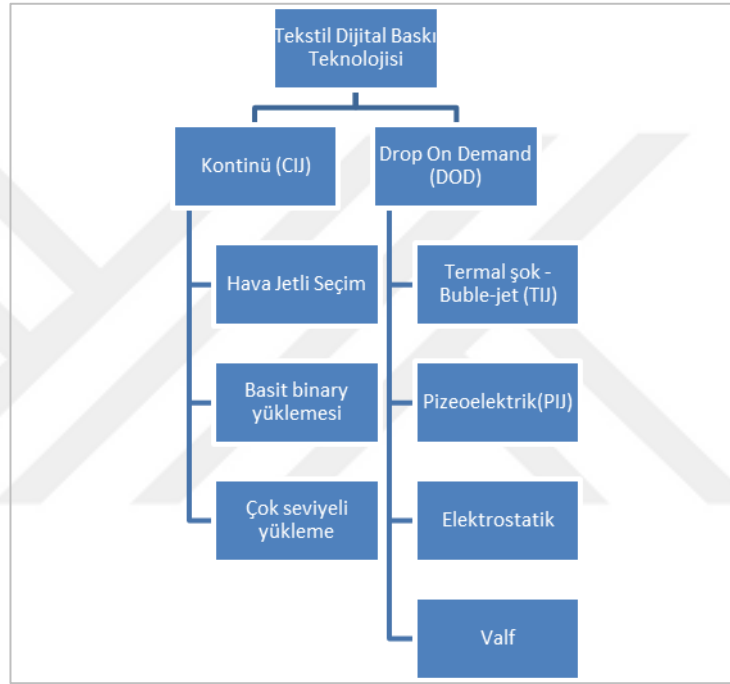 Tekstil Dijital Baskı
Teknolojisi
Kontinü (CIJ)
Drop On Demand
(DOD)
Hava Jetli Seçim
Basit binary
yüklemesi
Çok seviyeli
yükleme
Termal şok -
Buble-jet (TIJ)
Pizeoelektrik(PIJ)
Elektrostatik
Valf